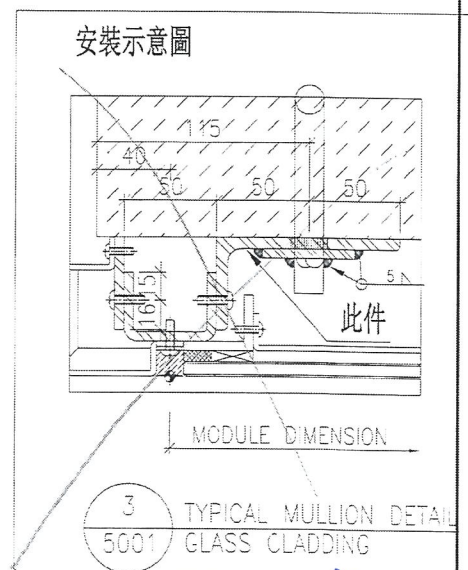 安裝示意圖
115
40
50 50 50
5
16 15
此件
MODULE DIMENSION
3 TYPICAL MULLION DETAIL
5001 GLASS CLADDING